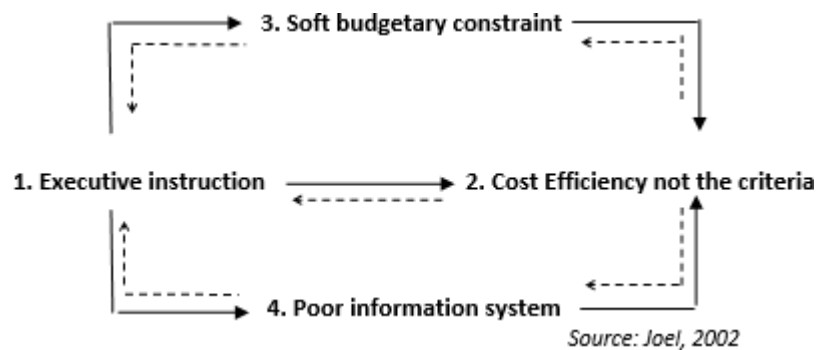 3. Soft budgetary constraint
1. Executive instruction
2. Cost Efficiency not the criteria
4. Poor information system
Source: Joel, 2002